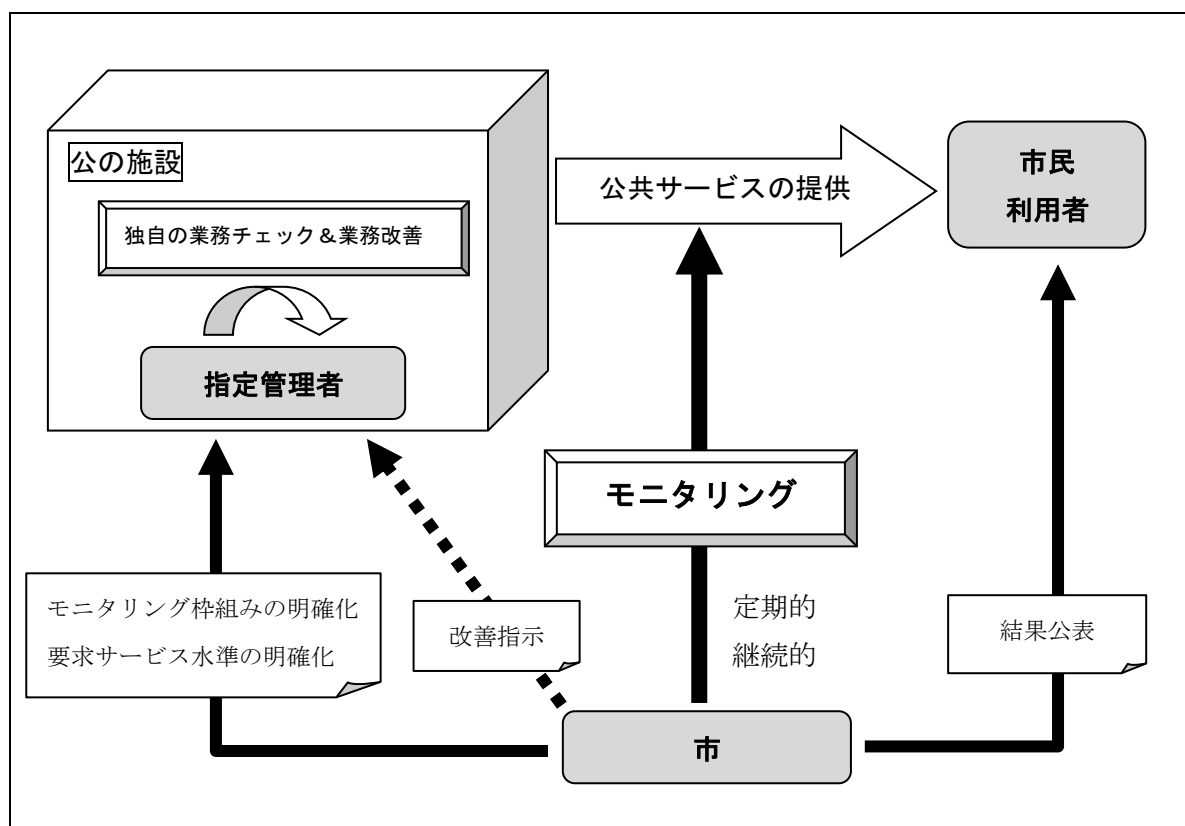 公の施設
独自の業務チェック&業務改善
指定管理者
公共サービスの提供
市民
利用者
モニタリング
定期的
継続的
モニタリング枠組みの明確化
要求サービス水準の明確化
改善指示
結果公表
市